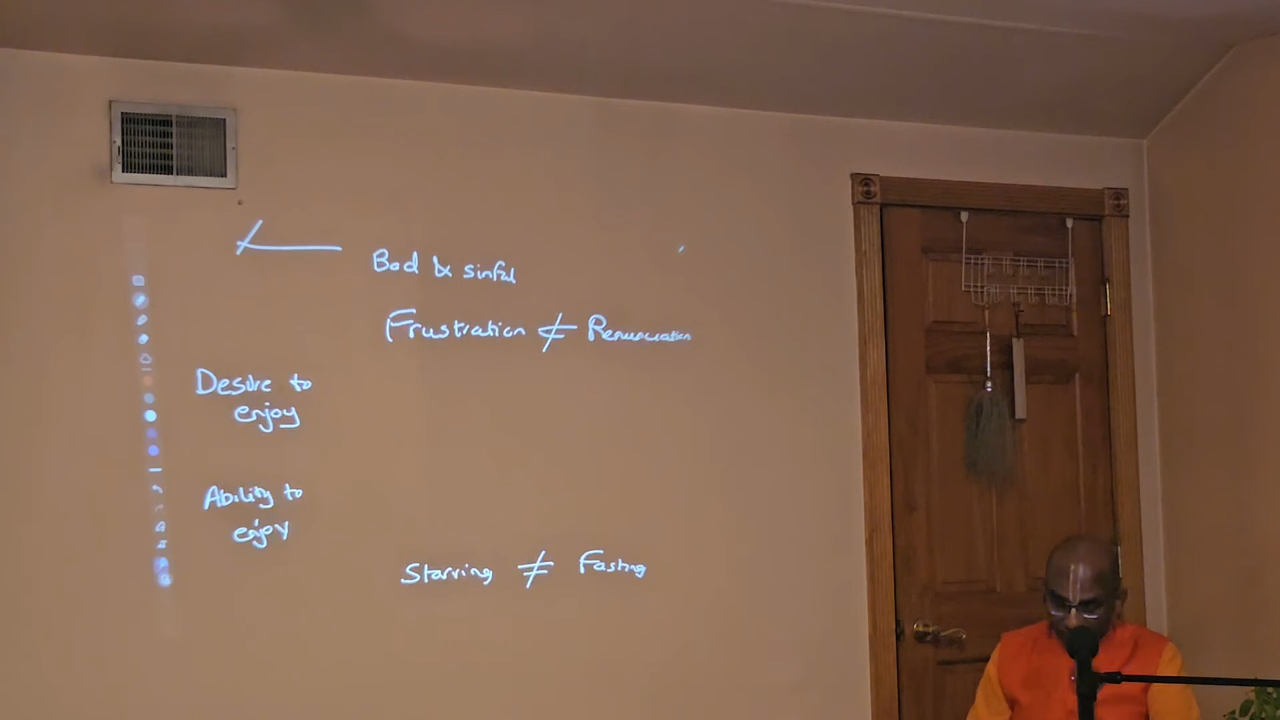 Bad & sinful
Frustration ≠ Renunciation
Desire to
enjoy
Ability to
enjoy
Starving ≠ Fasting